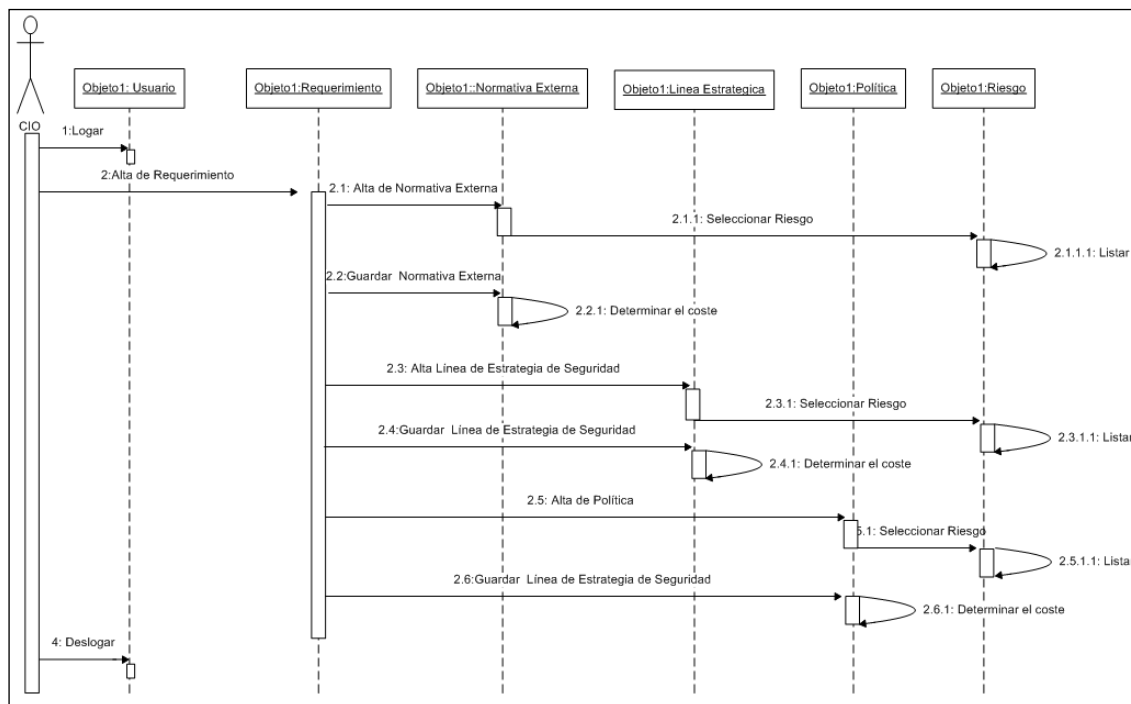 Objeto1: Usuario
Objeto1:Requerimiento
Objeto1::Normativa Externa
Objeto1:Linea Estrategica
Objeto1:Política
Objeto1:Riesgo
CIO
1:Logar
2:Alta de Requerimiento
2.1: Alta de Normativa Externa
2.1.1: Seleccionar Riesgo
2.1.1.1: Listar
2.2:Guardar Normativa Externa
2.2.1: Determinar el coste
2.3: Alta Línea de Estrategia de Seguridad
2.3.1: Seleccionar Riesgo
2.3.1.1: Listar
2.4:Guardar Línea de Estrategia de Seguridad
2.4.1: Determinar el coste
2.5: Alta de Política
5.1: Seleccionar Riesgo
2.5.1.1: Listar
2.6:Guardar Línea de Estrategia de Seguridad
2.6.1: Determinar el coste
4: Deslogar